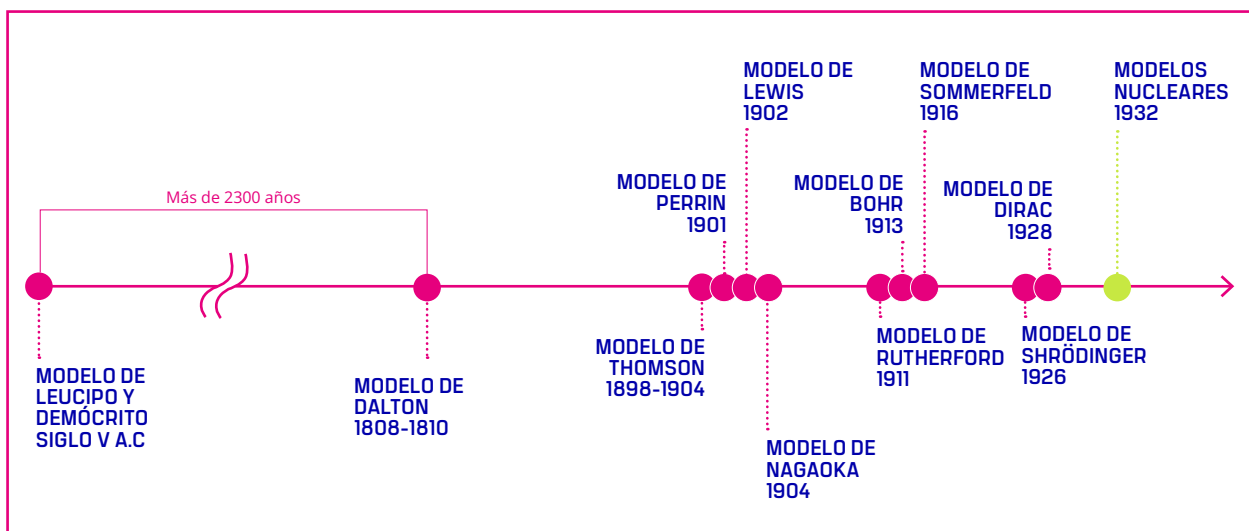 MODELO DE
LEWIS
1902
MODELO DE
SOMMERFELD
1916
MODELOS
NUCLEARES
1932
Más de 2300 años
MODELO DE
PERRIN
1901
MODELO DE
BOHR
1913
MODELO DE
DIRAC
1928
MODELO DE
LEUCIPO Y
DEMÓCRITO
SIGLO V A.C
MODELO DE
DALTON
1808-1810
MODELO DE
THOMSON
1898-1904
MODELO DE
NAGAOKA
1904
MODELO DE
RUTHERFORD
1911
MODELO DE
SHRÖDINGER
1926